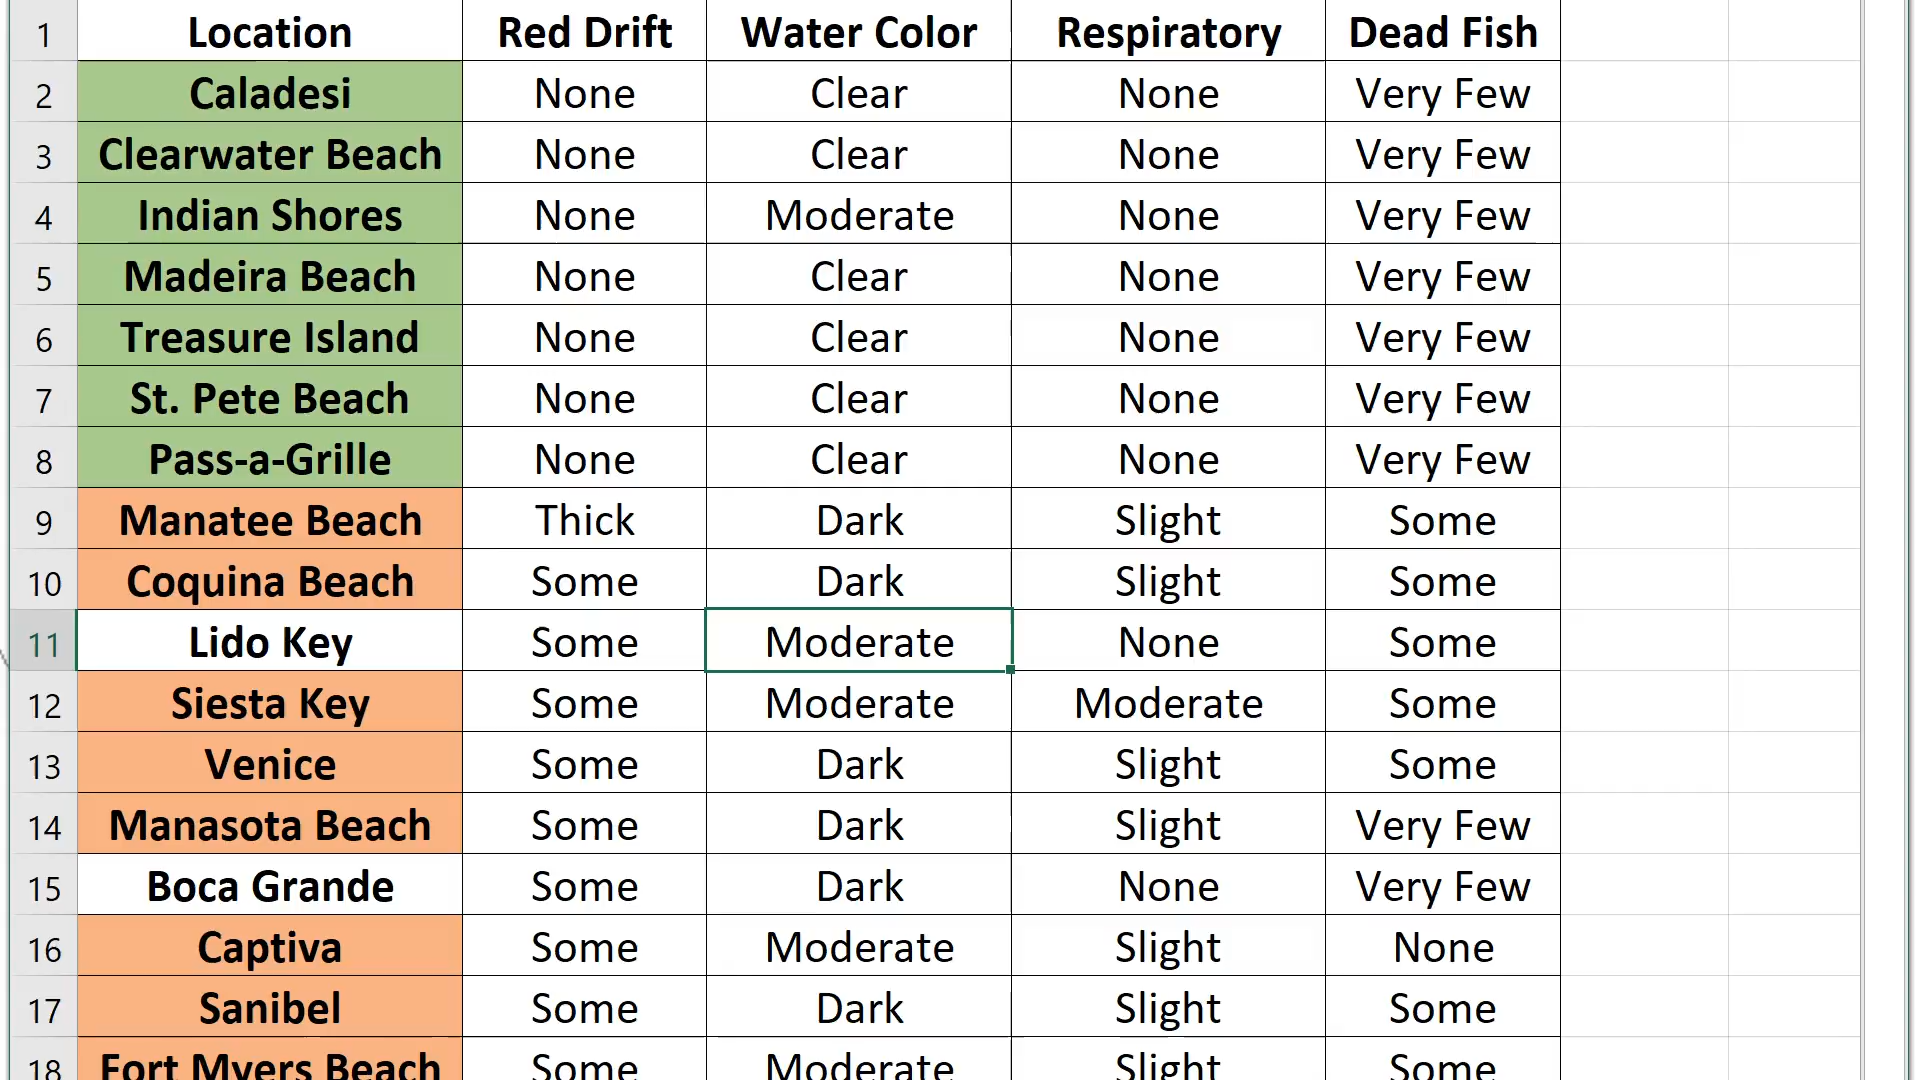 1 Location Red Drift Water Color Respiratory Dead Fish
2 Caladesi None Clear None Very Few
3 Clearwater Beach None Clear None Very Few
4 Indian Shores None Moderate None Very Few
5 Madeira Beach None Clear None Very Few
6 Treasure Island None Clear None Very Few
7 St. Pete Beach None Clear None Very Few
8 Pass-a-Grille None Clear None Very Few
9 Manatee Beach Thick Dark Slight Some
10 Coquina Beach Some Dark Slight Some
11 Lido Key Some Moderate None Some
12 Siesta Key Some Moderate Moderate Some
13 Venice Some Dark Slight Some
14 Manasota Beach Some Dark Slight Very Few
15 Boca Grande Some Dark None Very Few
16 Captiva Some Moderate Slight None
17 Sanibel Some Dark Slight Some
18 Fort Myers Beach Some Moderate Slight Some